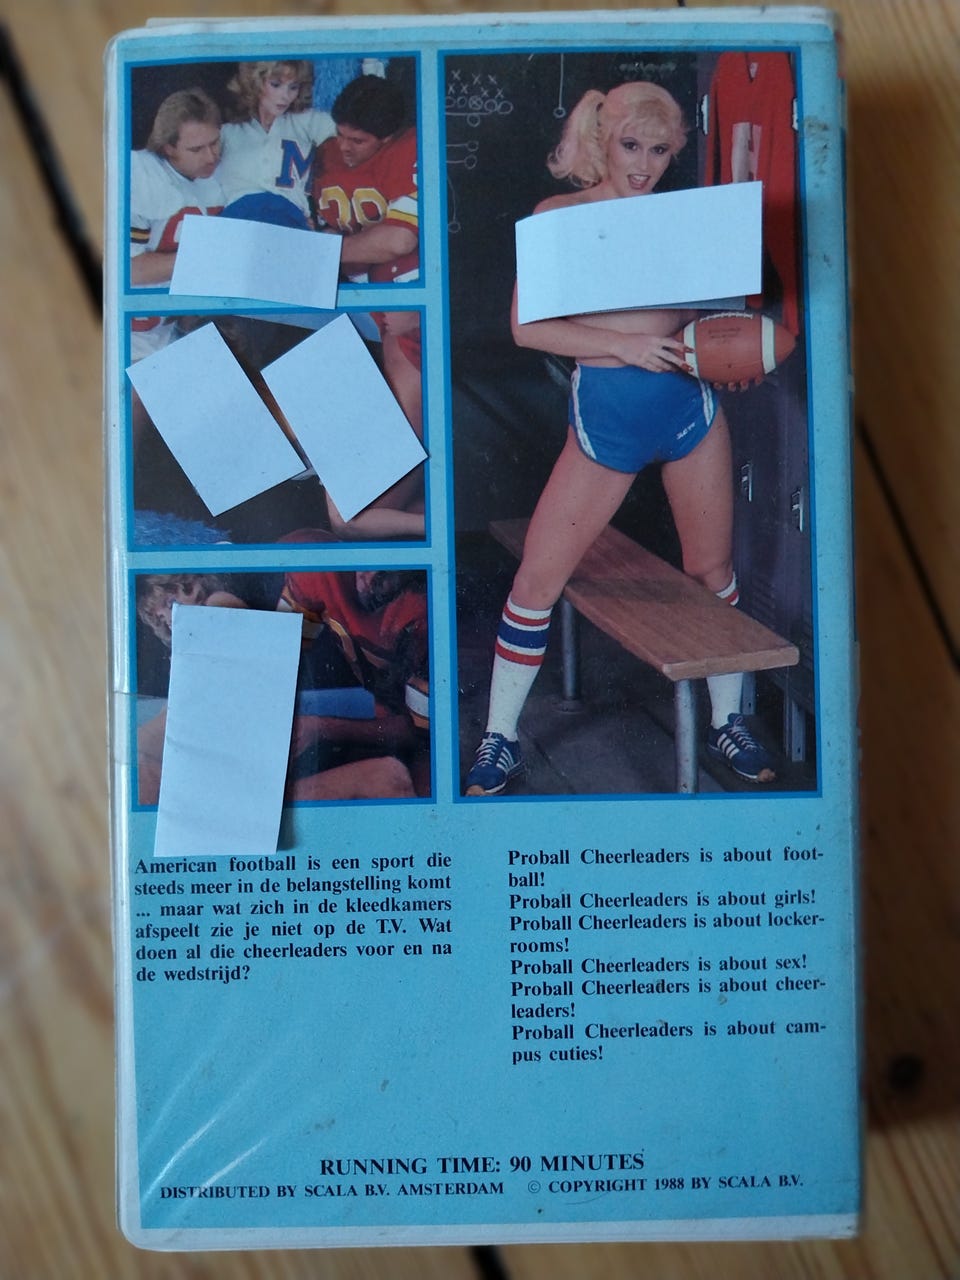 M
30
American football is een sport die
steeds meer in de belangstelling komt
... maar wat zich in de kleedkamers
afspeelt zie je niet op de T.V. Wat
doen al die cheerleaders voor en na
de wedstrijd?
Proball Cheerleaders is about foot-
ball!
Proball Cheerleaders is about girls!
Proball Cheerleaders is about locker-
rooms!
Proball Cheerleaders is about sex!
Proball Cheerleaders is about cheer-
leaders!
Proball Cheerleaders is about cam-
pus cuties!
RUNNING TIME: 90 MINUTES
DISTRIBUTED BY SCALA B.V. AMSTERDAM © COPYRIGHT 1988 BY SCALA B.V.